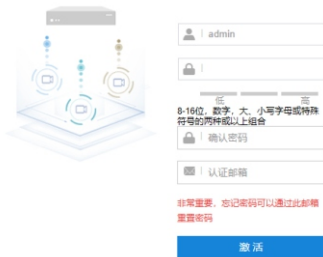 admin
低 高
8-16位，数字，大、小写字母或特殊
符号的两种或以上组合
确认密码
认证邮箱
非常重要，忘记密码可以通过此邮箱
重置密码
激活